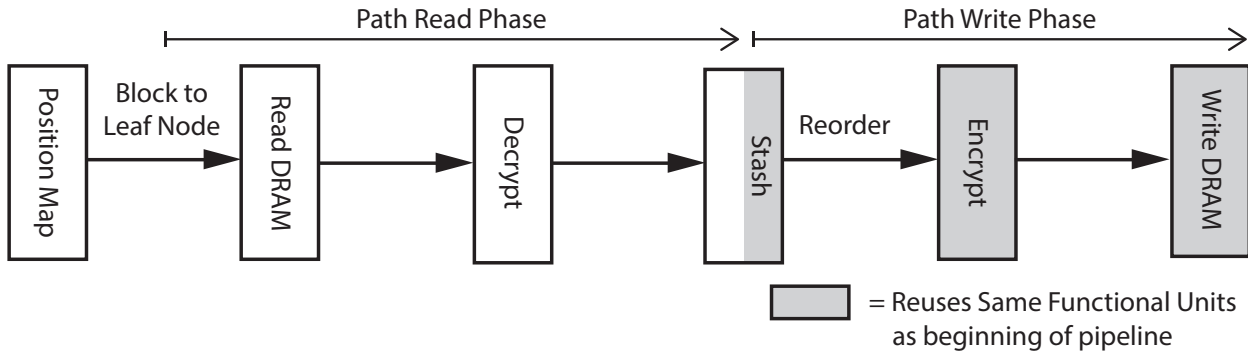 Path Read Phase
Path Write Phase
Position Map
Block to
Leaf Node
Read DRAM
Decrypt
Stash
Reorder
Encrypt
Write DRAM
= Reuses Same Functional Units
as beginning of pipeline